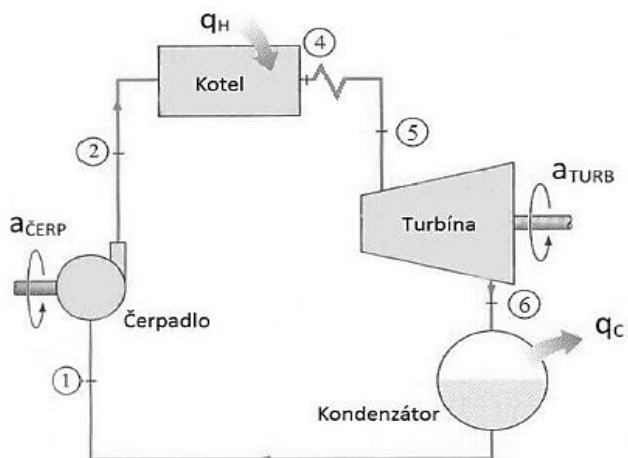 qH
4
Kotel
5
2
aTURB
Turbína
aČERP
6
Čerpadlo
qC
1
Kondenzátor